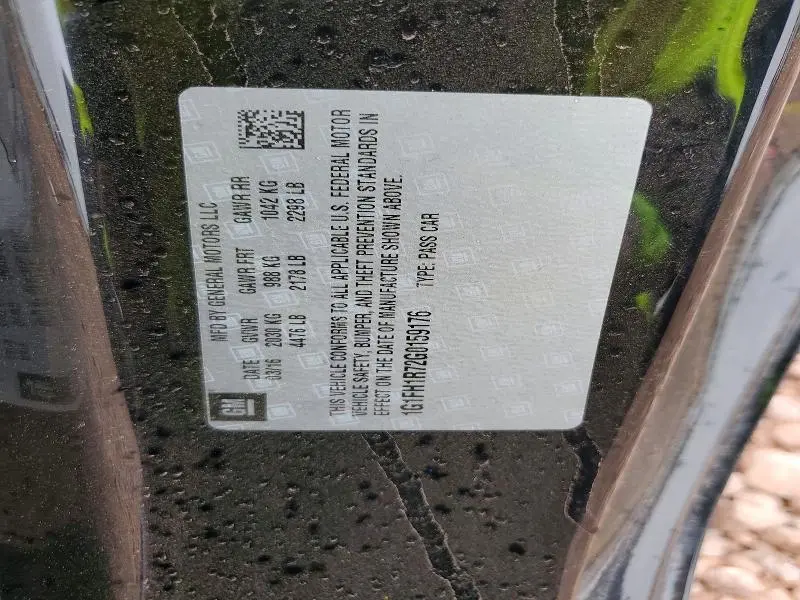 GM
MFD BY GENERAL MOTORS LLC
DATE GVWR GAWR FRT GAWR RR
03/16 2030 KG 988 KG 1042 KG
4476 LB 2178 LB 2298 LB
THIS VEHICLE CONFORMS TO ALL APPLICABLE U.S. FEDERAL MOTOR
VEHICLE SAFETY, BUMPER, AND THEFT PREVENTION STANDARDS IN
EFFECT ON THE DATE OF MANUFACTURE SHOWN ABOVE.
1G1FH1R72G0159176 TYPE: PASS CAR